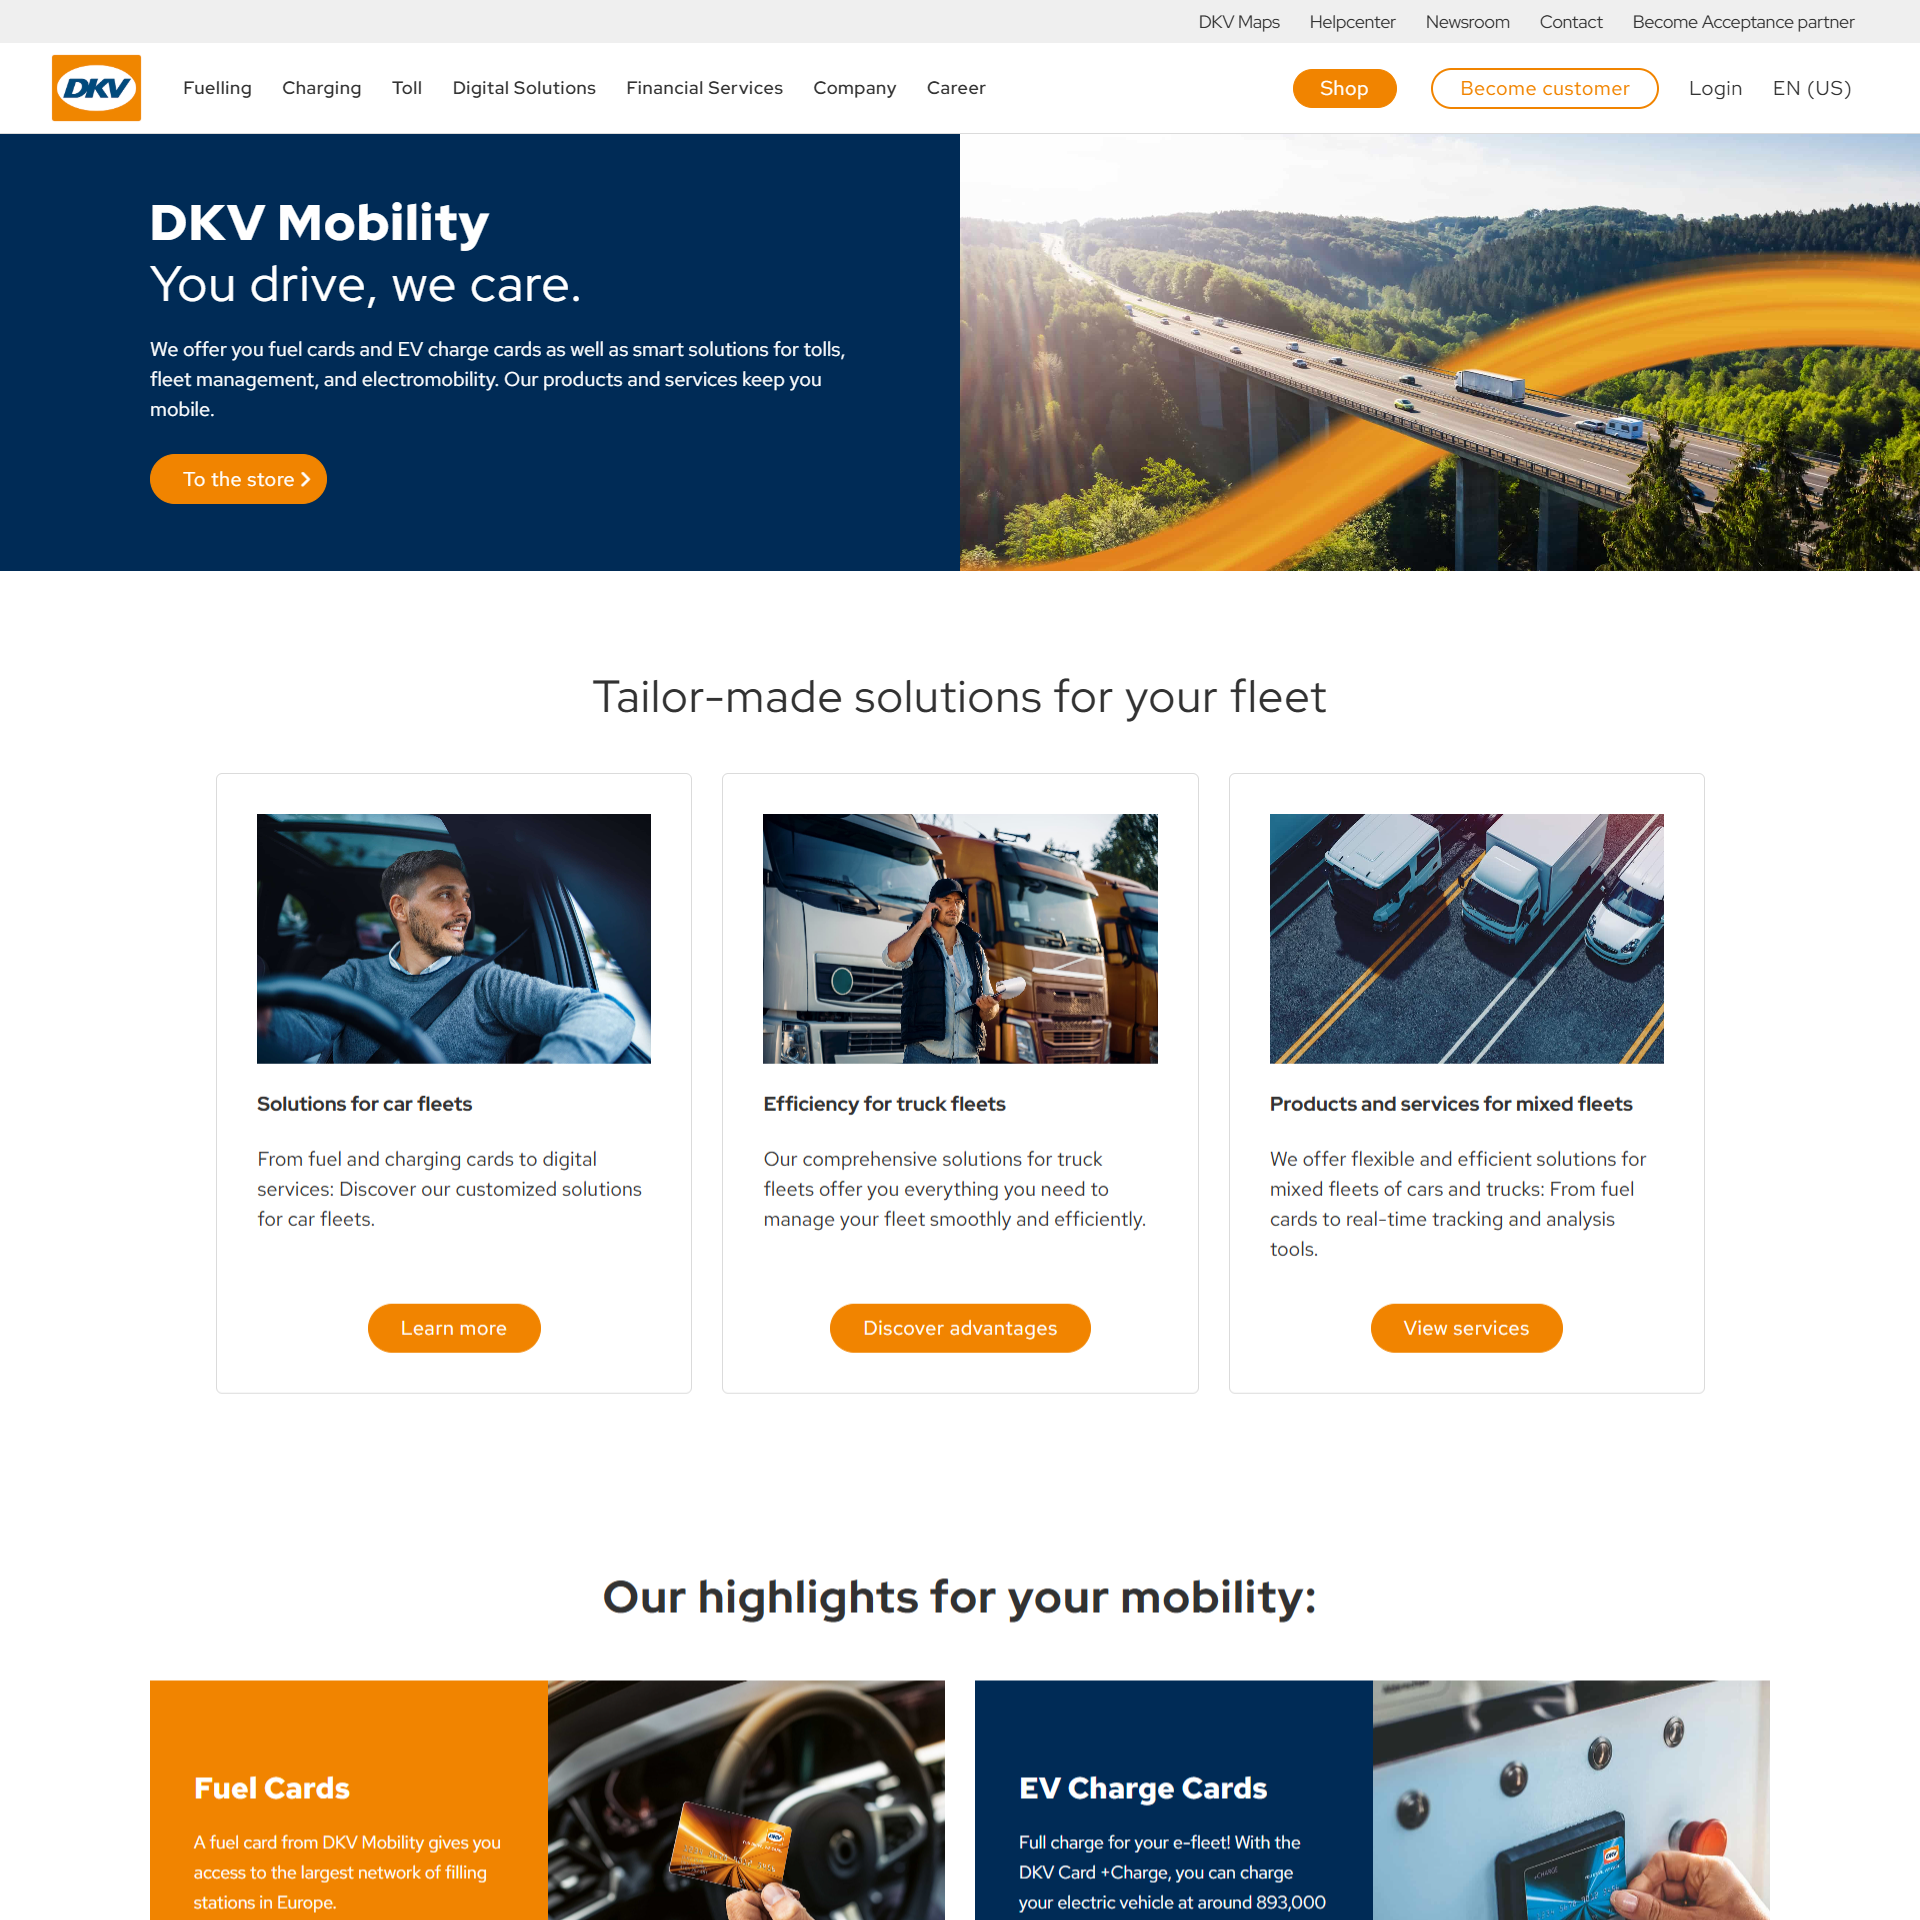 DKV Maps Helpcenter Newsroom Contact Become Acceptance partner
DKV Fuelling Charging Toll Digital Solutions Financial Services Company Career Shop Become customer Login EN (US)
DKV Mobility
You drive, we care.
We offer you fuel cards and EV charge cards as well as smart solutions for tolls,
fleet management, and electromobility. Our products and services keep you
mobile.
To the store
Tailor-made solutions for your fleet
Solutions for car fleets
From fuel and charging cards to digital
services: Discover our customized solutions
for car fleets.
Learn more
Efficiency for truck fleets
Our comprehensive solutions for truck
fleets offer you everything you need to
manage your fleet smoothly and efficiently.
Discover advantages
Products and services for mixed fleets
We offer flexible and efficient solutions for
mixed fleets of cars and trucks: From fuel
cards to real-time tracking and analysis
tools.
View services
Our highlights for your mobility:
Fuel Cards
A fuel card from DKV Mobility gives you
access to the largest network of filling
stations in Europe.
DKV
EV Charge Cards
Full charge for your e-fleet! With the
DKV Card +Charge, you can charge
your electric vehicle at around 893,000
+CHARGE
DKV